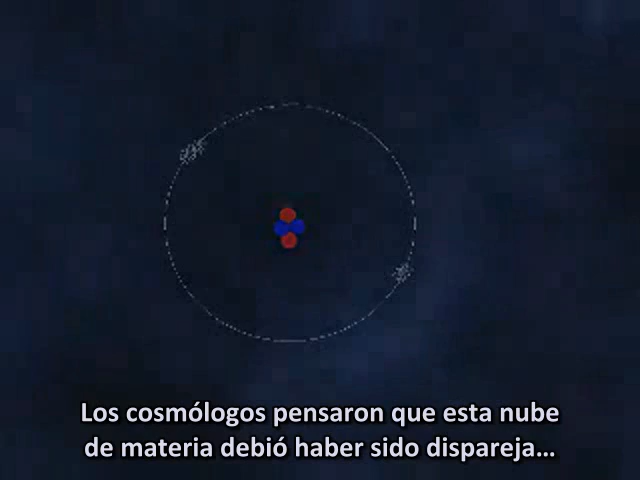 Los cosmólogos pensaron que esta nube
de materia debió haber sido dispareja...